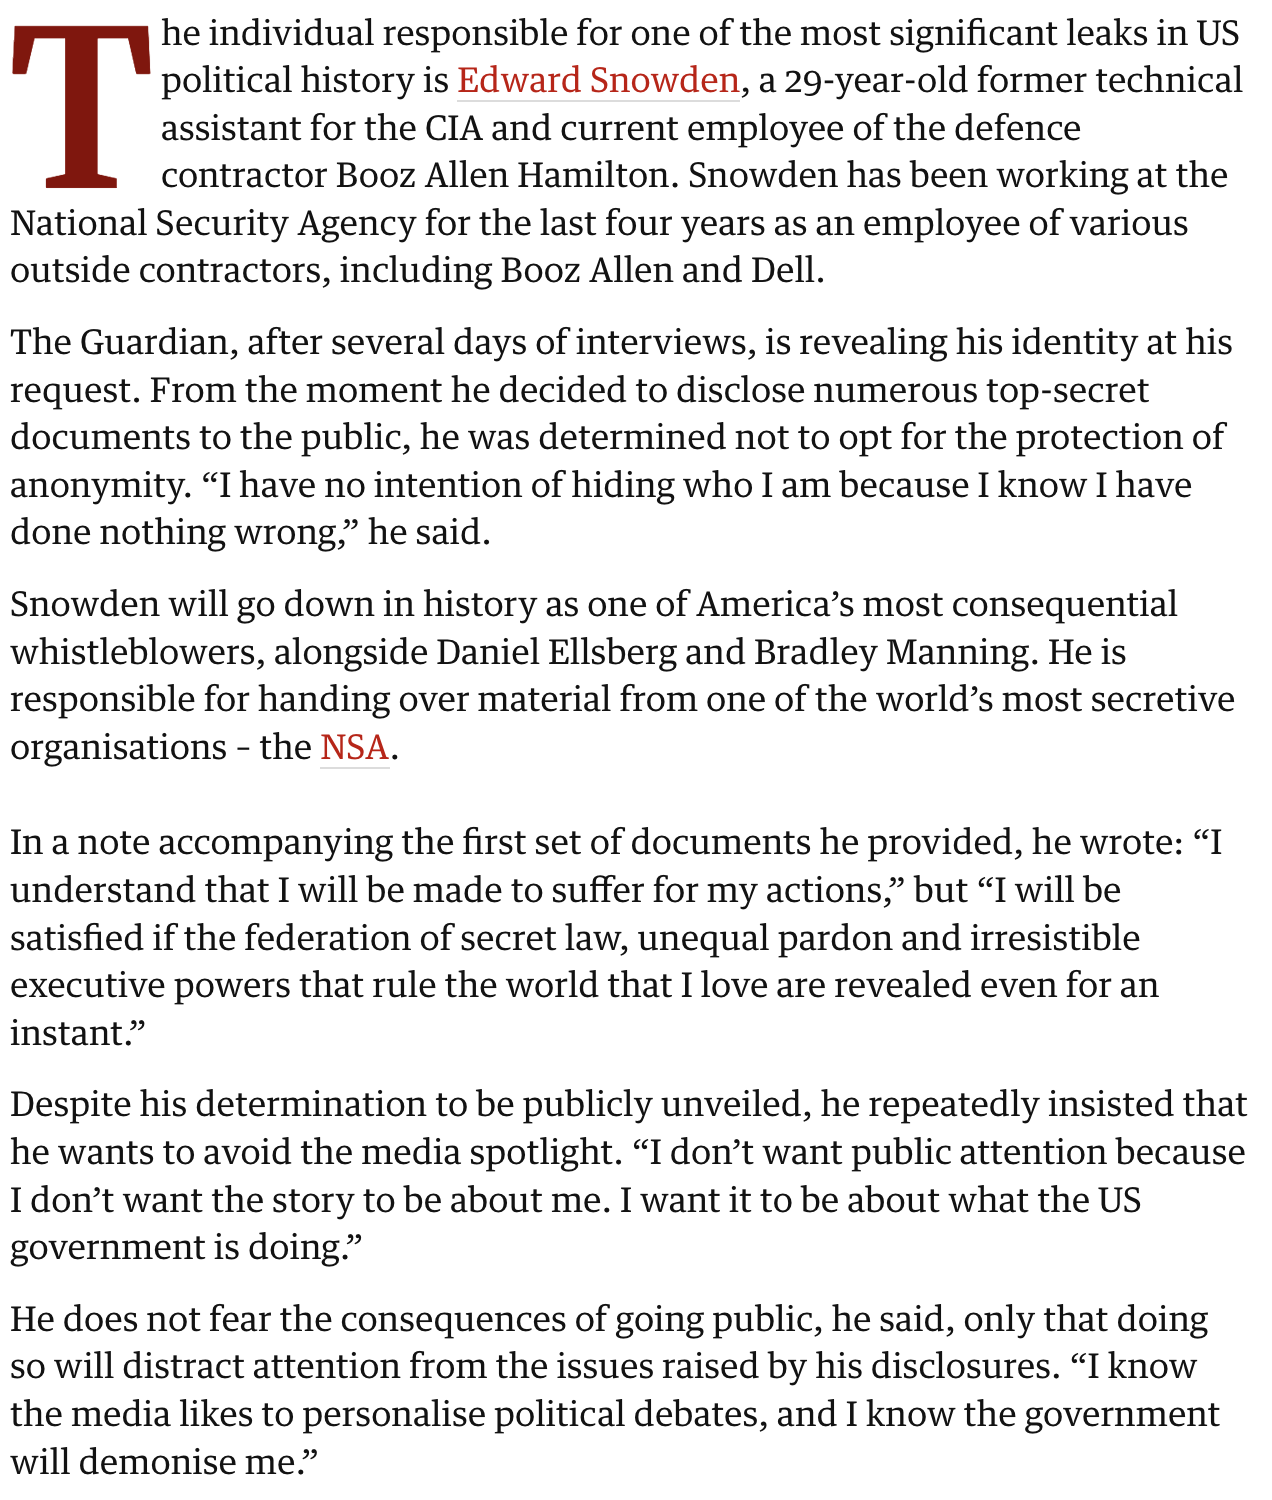 The individual responsible for one of the most significant leaks in US
political history is Edward Snowden, a 29-year-old former technical
assistant for the CIA and current employee of the defence
contractor Booz Allen Hamilton. Snowden has been working at the
National Security Agency for the last four years as an employee of various
outside contractors, including Booz Allen and Dell.
The Guardian, after several days of interviews, is revealing his identity at his
request. From the moment he decided to disclose numerous top-secret
documents to the public, he was determined not to opt for the protection of
anonymity. “I have no intention of hiding who I am because I know I have
done nothing wrong,” he said.
Snowden will go down in history as one of America’s most consequential
whistleblowers, alongside Daniel Ellsberg and Bradley Manning. He is
responsible for handing over material from one of the world’s most secretive
organisations – the NSA.
In a note accompanying the first set of documents he provided, he wrote: “I
understand that I will be made to suffer for my actions,” but “I will be
satisfied if the federation of secret law, unequal pardon and irresistible
executive powers that rule the world that I love are revealed even for an
instant.”
Despite his determination to be publicly unveiled, he repeatedly insisted that
he wants to avoid the media spotlight. “I don’t want public attention because
I don’t want the story to be about me. I want it to be about what the US
government is doing.”
He does not fear the consequences of going public, he said, only that doing
so will distract attention from the issues raised by his disclosures. “I know
the media likes to personalise political debates, and I know the government
will demonise me.”